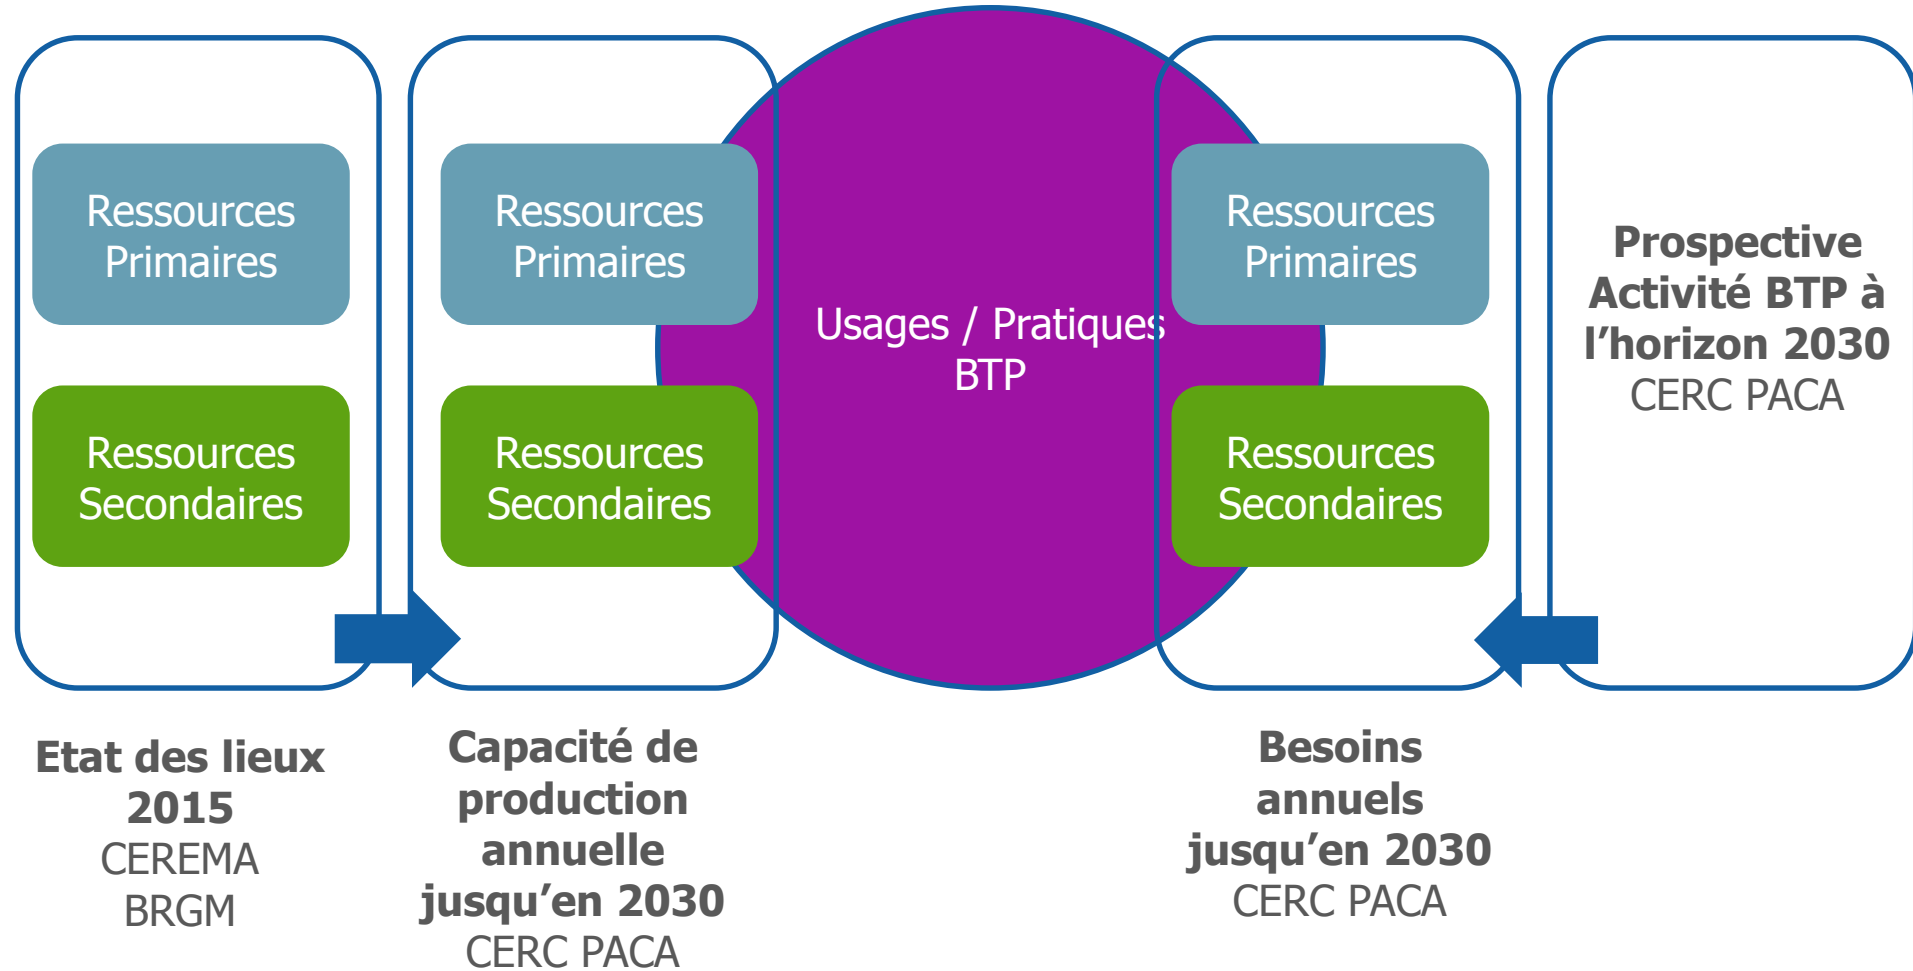 Ressources
Primaires
Ressources
Secondaires
Etat des lieux
2015
CEREMA
BRGM
Ressources
Primaires
Ressources
Secondaires
Capacité de
production
annuelle
jusqu’en 2030
CERC PACA
Usages / Pratiques
BTP
Ressources
Primaires
Ressources
Secondaires
Besoins
annuels
jusqu’en 2030
CERC PACA
Prospective
Activité BTP à
l’horizon 2030
CERC PACA